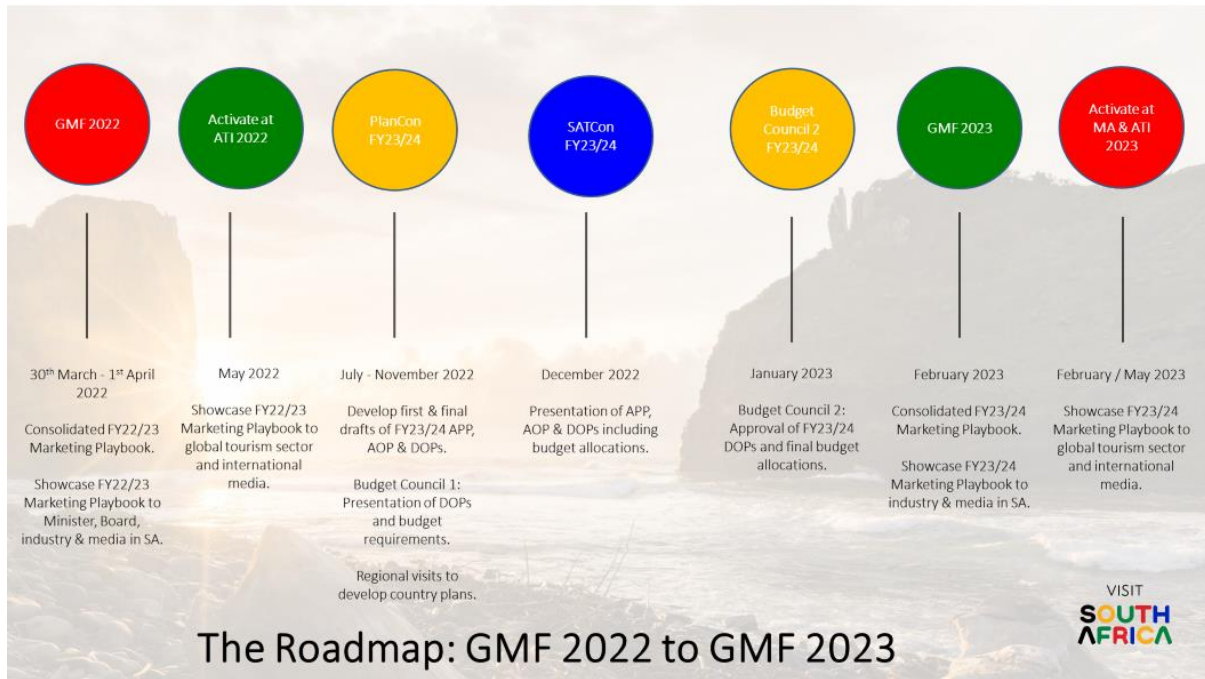 GMF 2022
Activate at
ATI 2022
PlanCon
FY23/24
SATCon
FY23/24
Budget
Council 2
FY23/24
GMF 2023
Activate at
MA & ATI
2023
30th March - 1st April
2022
Consolidated FY22/23
Marketing Playbook.
Showcase FY22/23
Marketing Playbook to
Minister, Board,
industry & media in SA.
May 2022
Showcase FY22/23
Marketing Playbook to
global tourism sector
and international
media.
July - November 2022
Develop first & final
drafts of FY23/24 APP,
AOP & DOPs.
Budget Council 1:
Presentation of DOPs
and budget
requirements.
Regional visits to
develop country plans.
December 2022
Presentation of APP,
AOP & DOPs including
budget allocations.
January 2023
Budget Council 2:
Approval of FY23/24
DOPs and final budget
allocations.
February 2023
Consolidated FY23/24
Marketing Playbook.
Showcase FY23/24
Marketing Playbook to
industry & media in SA.
February / May 2023
Showcase FY23/24
Marketing Playbook to
global tourism sector
and international
media.
The Roadmap: GMF 2022 to GMF 2023
VISIT
SOUTH
AFRICA